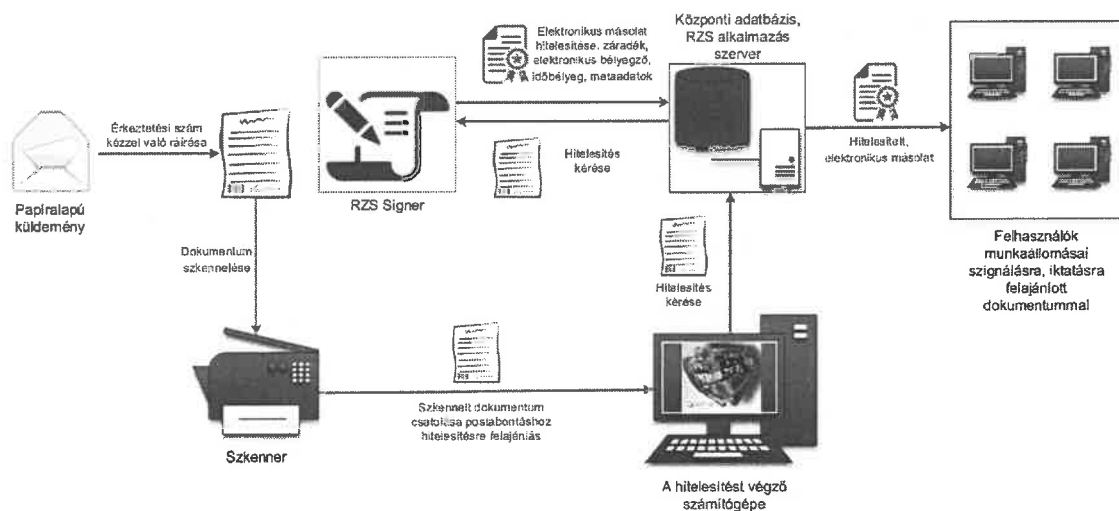 Papíralapú
küldemény
Érkeztetési szám
kézzel való ráírása
Dokumentum
szkennelése
Szkenner
Szkennelt dokumentum
csatolása postabontáshoz
hitelesítésre felajánlás
A hitelesítést végző
számítógépe
Hitelesítés
kérése
Központi adatbázis,
RZS alkalmazás
szerver
Hitelesítés
kérése
RZS Signer
Elektronikus másolat
hitelesítése, záradék,
elektronikus bélyegző,
időbélyeg, metaadatok
Hitelesített,
elektronikus másolat
Felhasználók
munkaállomásai
szignálásra, iktatásra
felajánlott
dokumentummal